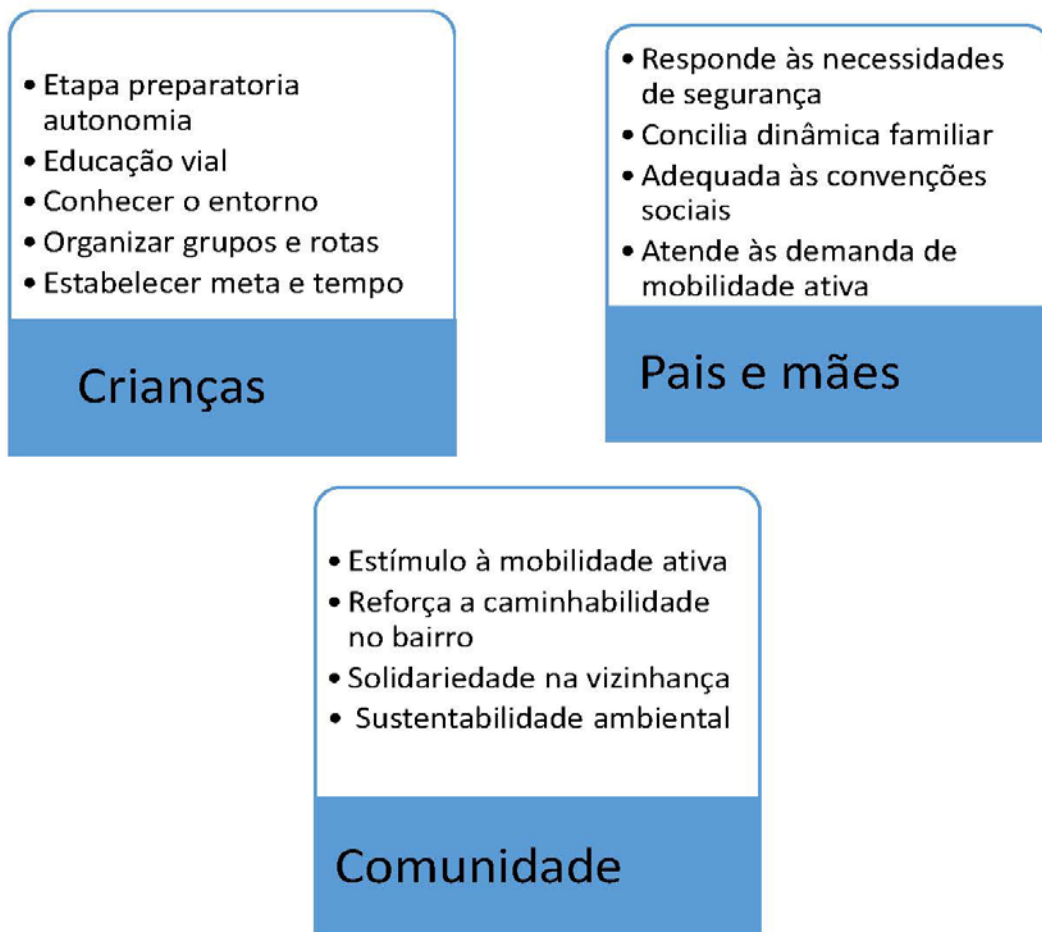 • Etapa preparatoria
autonomia
• Educação vial
• Conhecer o entorno
• Organizar grupos e rotas
• Estabelecer meta e tempo
Crianças
• Responde às necessidades
de segurança
• Concilia dinâmica familiar
• Adequada às convenções
sociais
• Atende às demanda de
mobilidade ativa
Pais e mães
• Estímulo à mobilidade ativa
• Reforça a caminhabilidade
no bairro
• Solidariedade na vizinhança
• Sustentabilidade ambiental
Comunidade